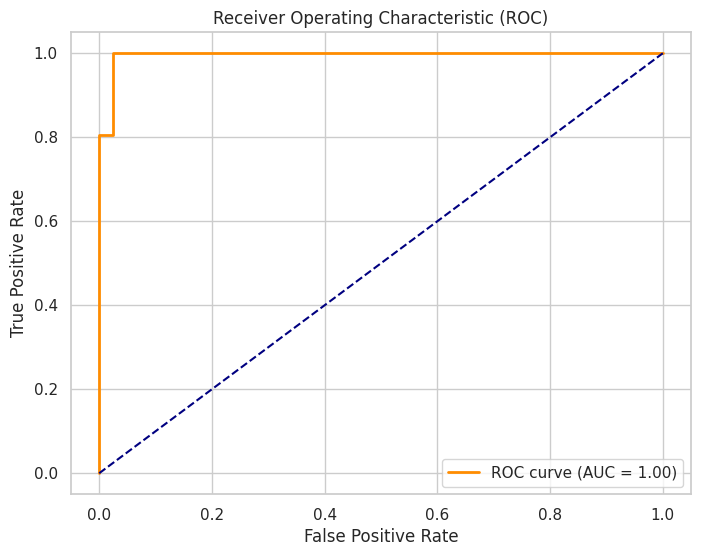 Receiver Operating Characteristic (ROC)
True Positive Rate
1.0
0.8
0.6
0.4
0.2
0.0
ROC curve (AUC = 1.00)
0.0 0.2 0.4 0.6 0.8 1.0
False Positive Rate